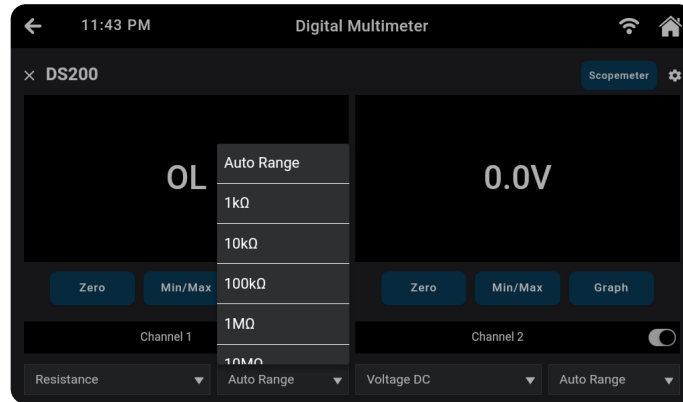 11:43 PM Digital Multimeter
× DS200 Scopemeter
OL 0.0V
Auto Range
1kΩ
10kΩ
100kΩ
1MΩ
10MΩ
Zero Min/Max Zero Min/Max Graph
Channel 1 Channel 2
Resistance Auto Range Voltage DC Auto Range